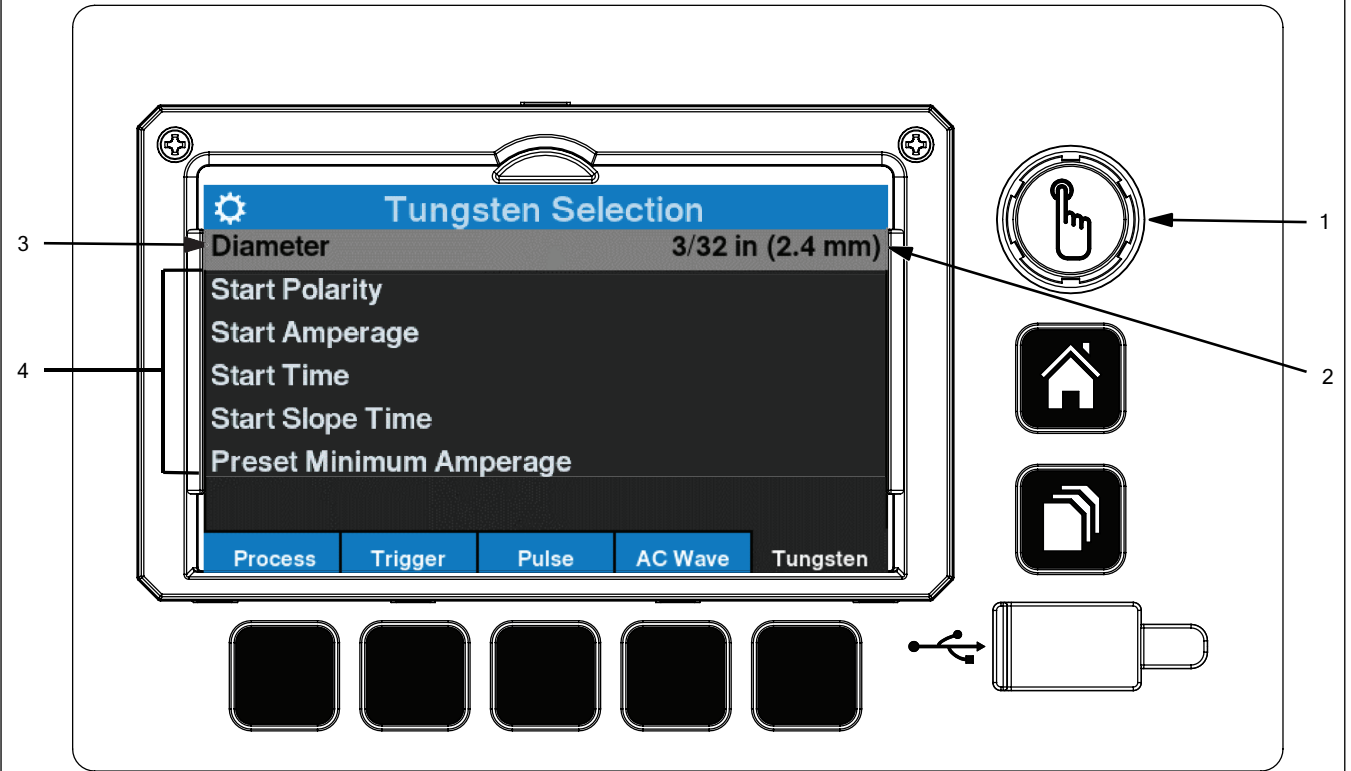 Tungsten Selection
1
3
Diameter 3/32 in (2.4 mm)
Start Polarity
Start Amperage
4
Start Time
2
Start Slope Time
Preset Minimum Amperage
Process Trigger Pulse AC Wave Tungsten